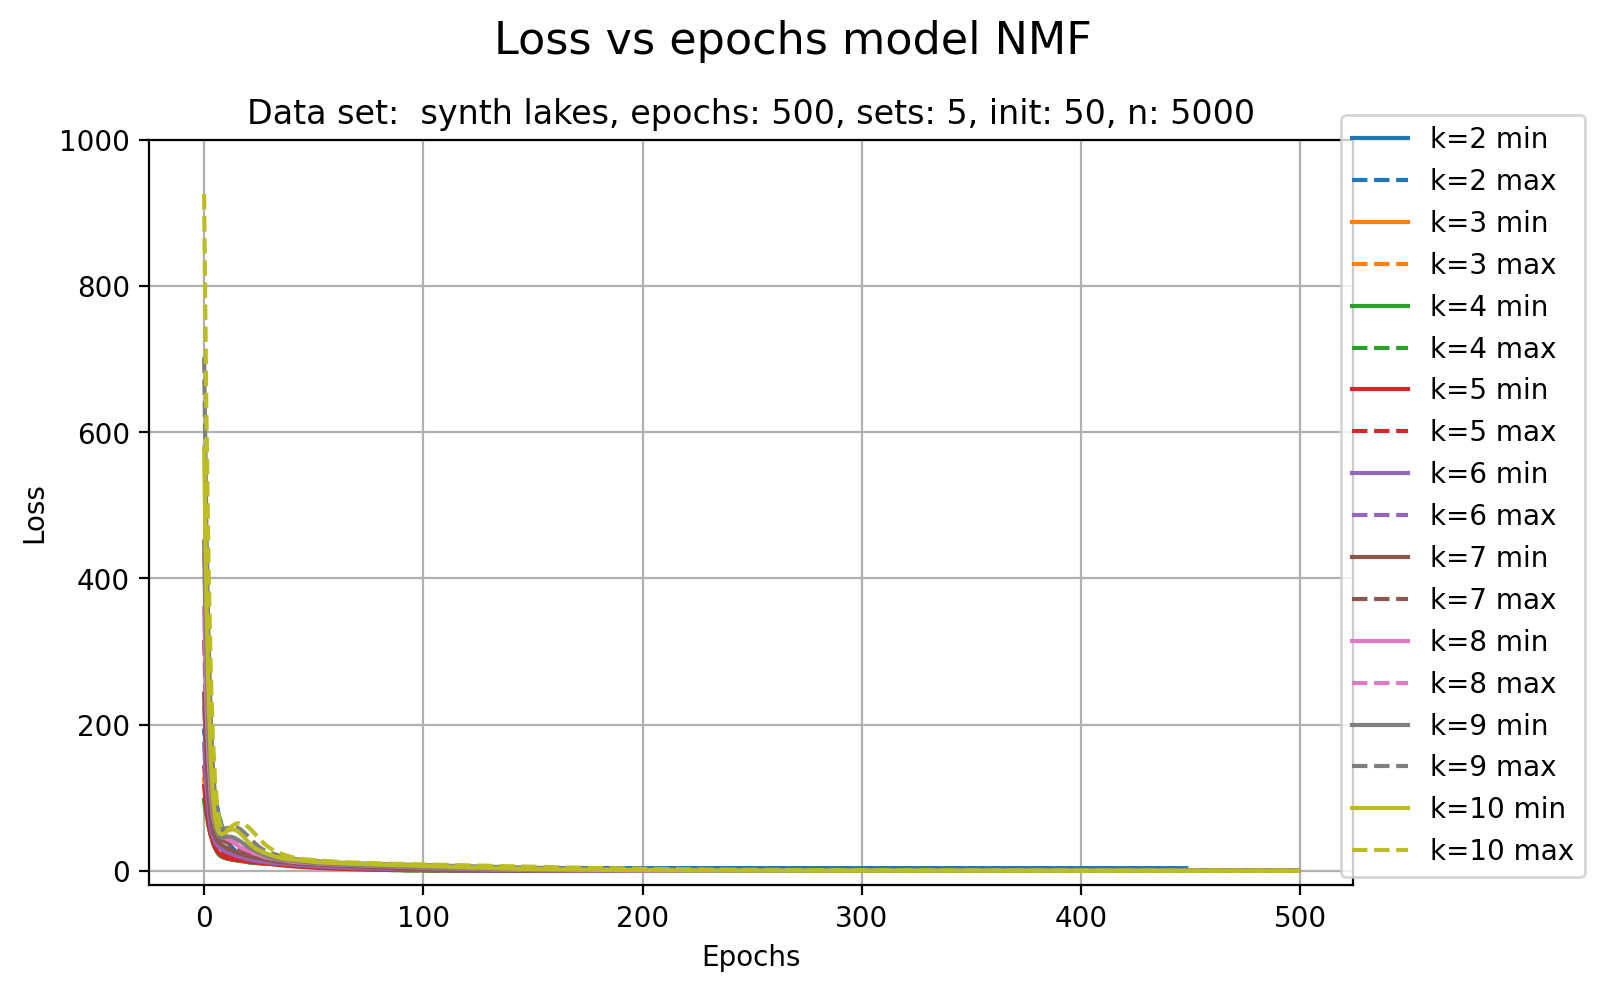 Loss vs epochs model NMF
Data set:  synth lakes, epochs: 500, sets: 5, init: 50, n: 5000
1000
800
600
400
200
0
Loss
0 100 200 300 400 500
Epochs
k=2 min
k=2 max
k=3 min
k=3 max
k=4 min
k=4 max
k=5 min
k=5 max
k=6 min
k=6 max
k=7 min
k=7 max
k=8 min
k=8 max
k=9 min
k=9 max
k=10 min
k=10 max